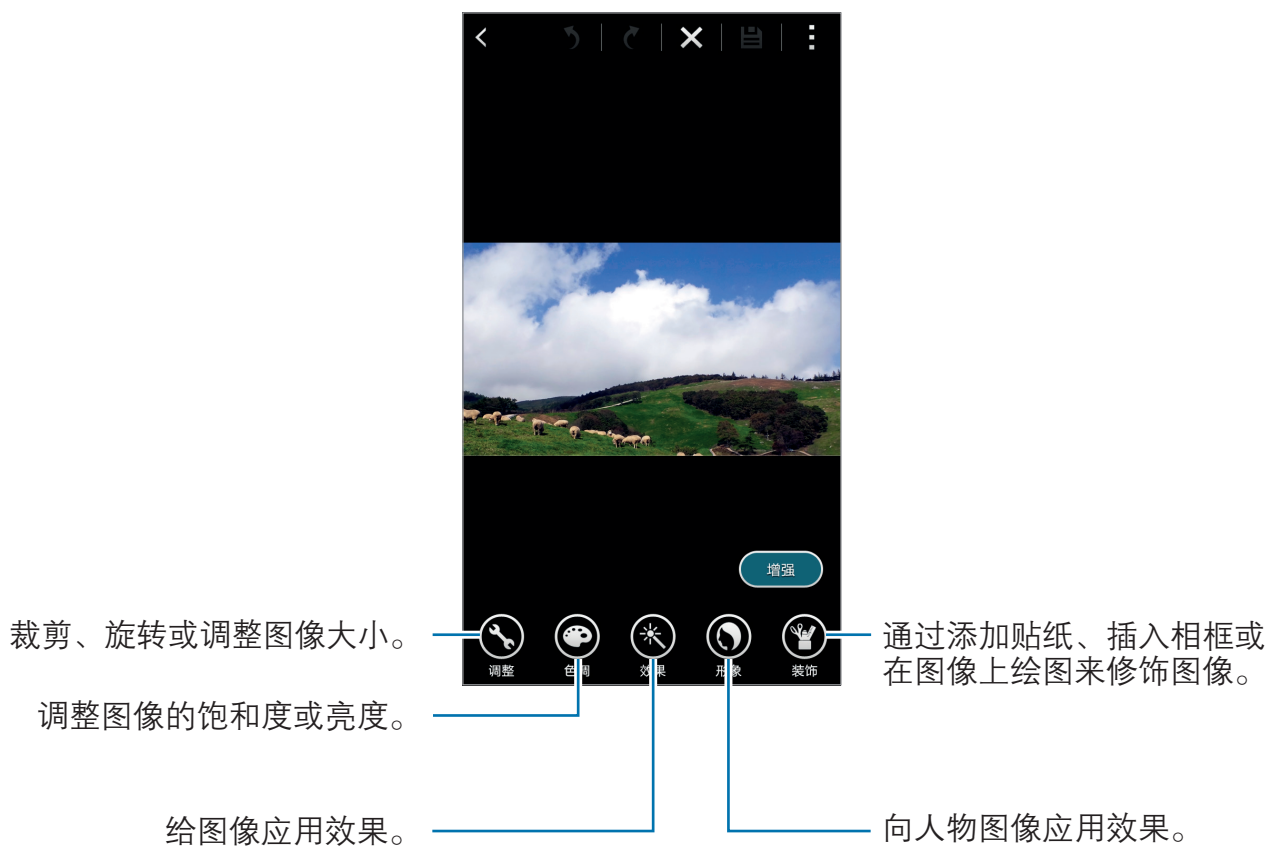 增强
调整
色调
效果
形象
装饰
裁剪、旋转或调整图像大小。
调整图像的饱和度或亮度。
给图像应用效果。
通过添加贴纸、插入相框或
在图像上绘图来修饰图像。
向人物图像应用效果。